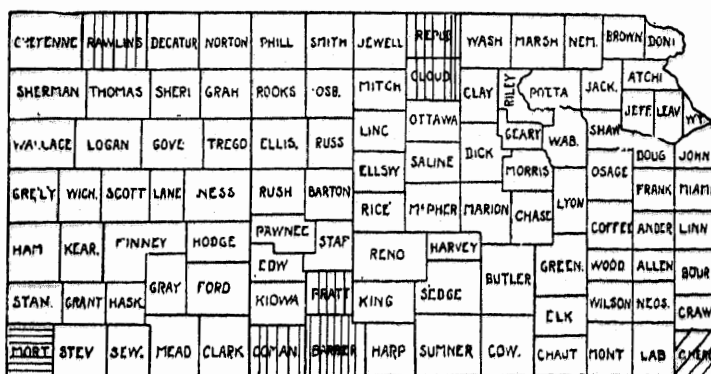 CHEYENNE RAWLINS DECATUR NORTON PHILL SMITH JEWELL REPUB WASH MARSH NEM. BROWN DONI
SHERMAN THOMAS SHERI GRAH ROOKS OSB. MITCH CLOUD CLAY RILEY POTTA JACK. ATCHI
JEFF. LEAV WY.
WALLACE LOGAN GOVE TREGO ELLIS. RUSS LINC OTTAWA DICK GEARY WAB. SHAW DOUG JOHN
ELLSW SALINE MORRIS OSAGE FRANK MIAMI
GRELY WICH. SCOTT LANE NESS RUSH BARTON RICE McPHER MARION CHASE LYON COFFEE ANDER LINN
HAM KEAR. FINNEY HODGE PAWNEE STAF RENO HARVEY BUTLER GREEN. WOOD ALLEN BOUR
EDW
STAN. GRANT HASK. GRAY FORD KIOWA PRATT KING SEDGE ELK WILSON NEOS. CRAW
MORT STEV SEW. MEAD CLARK COMAN BARBER HARP SUMNER COW. CHAUT MONT LAB CHERO